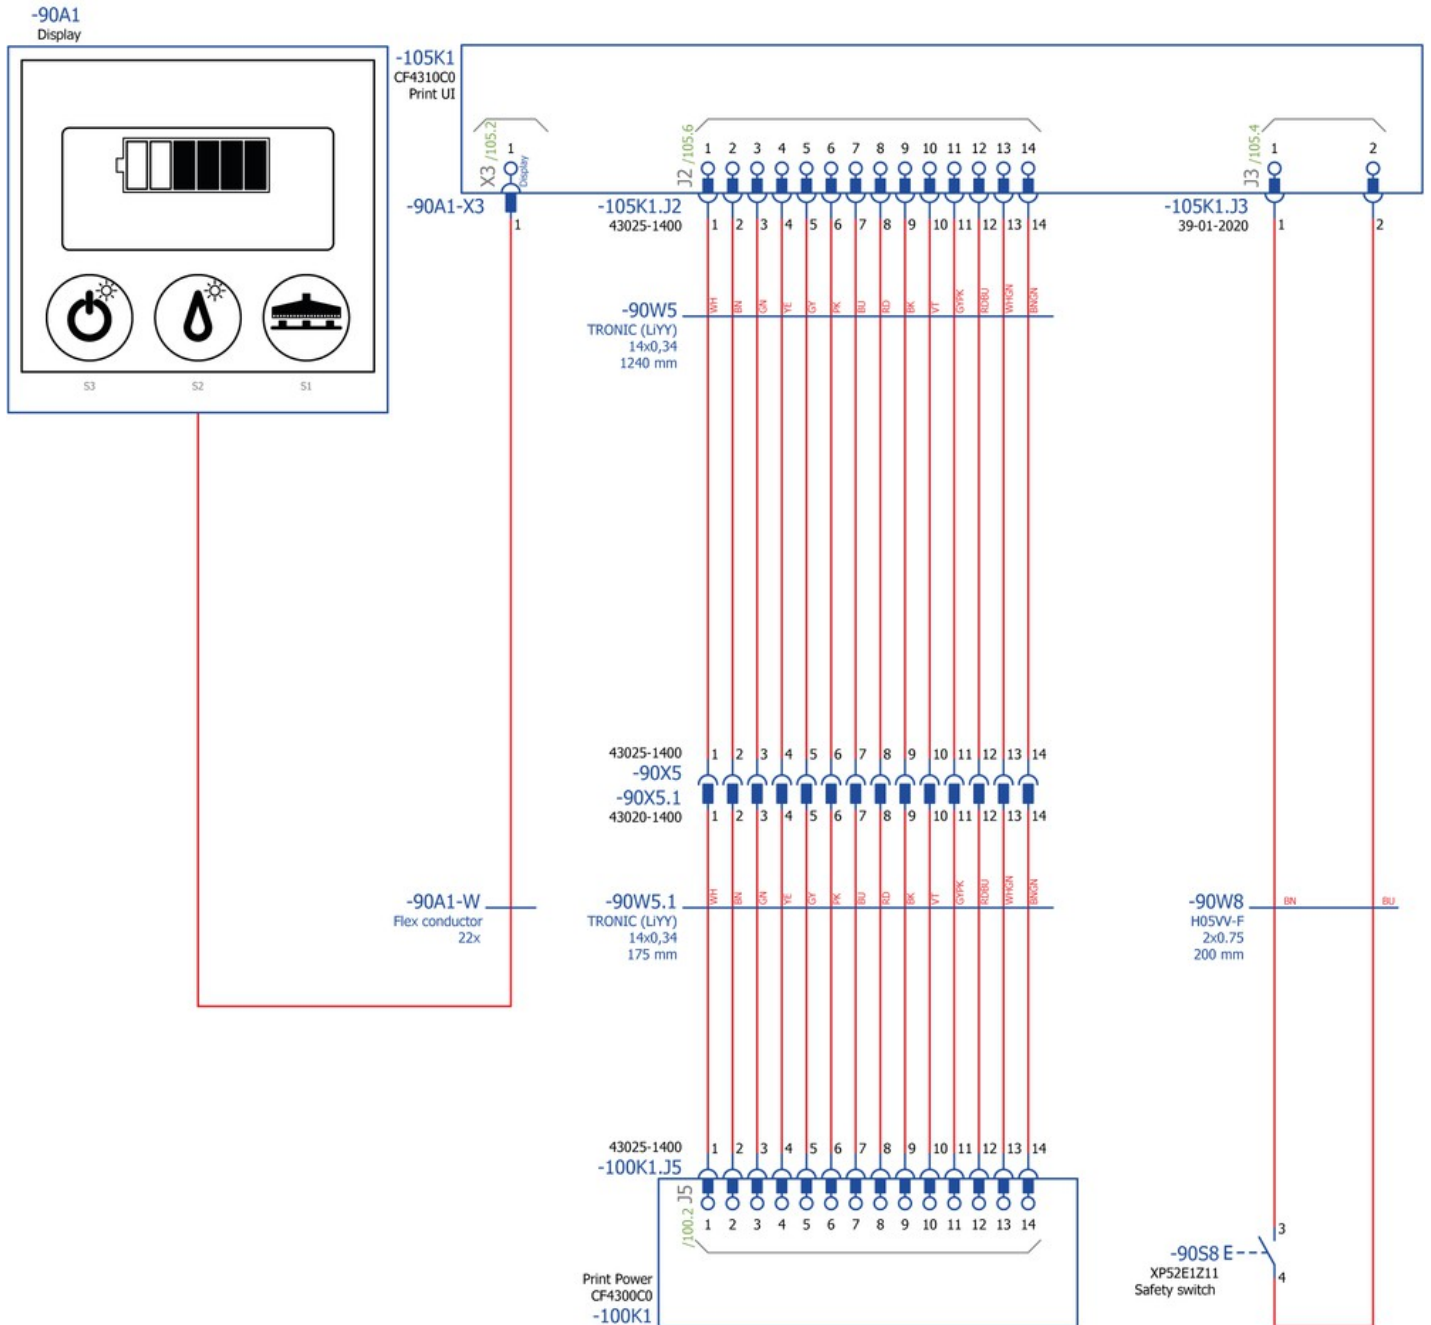 -90A1
Display
S3 S2 S1
-105K1
CF4310C0
Print UI
X3 /105.2
1
Display
J2 /105.6
1 2 3 4 5 6 7 8 9 10 11 12 13 14
J3 /105.4
1 2
-90A1-X3
1
-105K1.J2
43025-1400
1 2 3 4 5 6 7 8 9 10 11 12 13 14
-105K1.J3
39-01-2020
1 2
-90W5
TRONIC (LiYY)
14x0,34
1240 mm
WH BN GN YE GY PK BU RD BK VT GYPK RDBU WHGN BNGN
43025-1400
1 2 3 4 5 6 7 8 9 10 11 12 13 14
-90X5
-90X5.1
43020-1400
1 2 3 4 5 6 7 8 9 10 11 12 13 14
-90A1-W
Flex conductor
22x
-90W5.1
TRONIC (LiYY)
14x0,34
175 mm
WH BN GN YE GY PK BU RD BK VT GYPK RDBU WHGN BNGN
-90W8
H05VV-F
2x0.75
200 mm
BN BU
43025-1400
1 2 3 4 5 6 7 8 9 10 11 12 13 14
-100K1.J5
J5
/100.2
1 2 3 4 5 6 7 8 9 10 11 12 13 14
Print Power
CF4300C0
-100K1
3
-90S8 E
XP52E1Z11
Safety switch
4